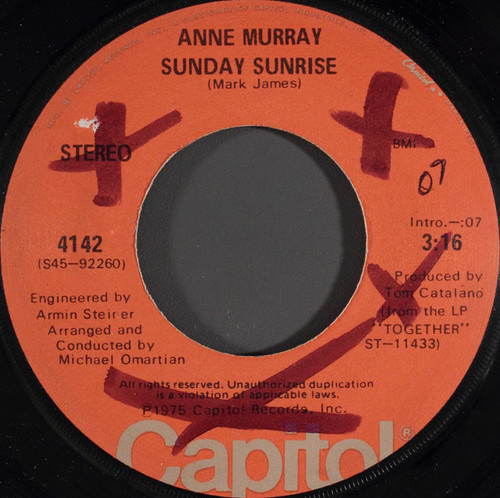 ANNE MURRAY
SUNDAY SUNRISE
(Mark James)
Capitol
STEREO
BMI
07
Intro.—:07
4142
3:16
(S45—92260)
Produced by
Tom Catalano
(from the LP
"TOGETHER"
ST—11433)
Engineered by
Armin Steiner
Arranged and
Conducted by
Michael Omartian
All rights reserved. Unauthorized duplication
is a violation of applicable laws.
℗1975 Capitol Records, Inc.
Capitol®